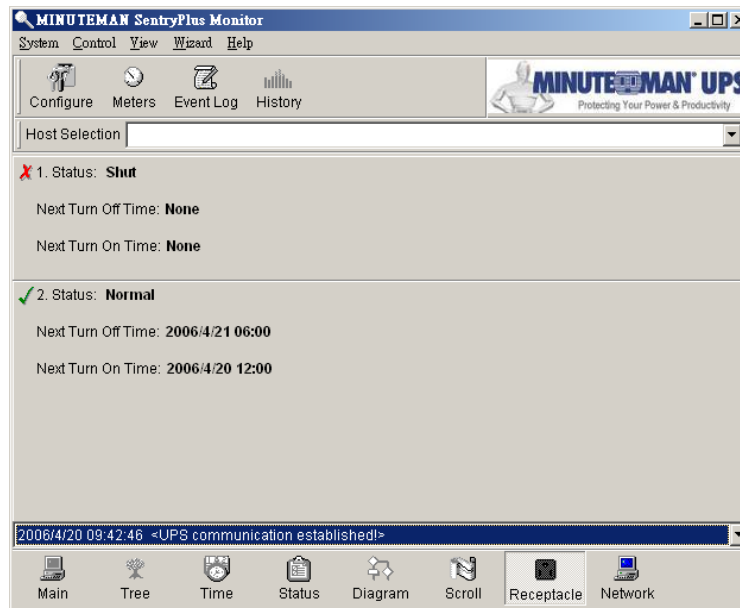 MINUTEMAN SentryPlus Monitor
System Control View Wizard Help
Configure Meters Event Log History
MINUTEMAN UPS
Protecting Your Power & Productivity
Host Selection
1. Status: Shut
Next Turn Off Time: None
Next Turn On Time: None
2. Status: Normal
Next Turn Off Time: 2006/4/21 06:00
Next Turn On Time: 2006/4/20 12:00
2006/4/20 09:42:46 <UPS communication established!>
Main Tree Time Status Diagram Scroll Receptacle Network